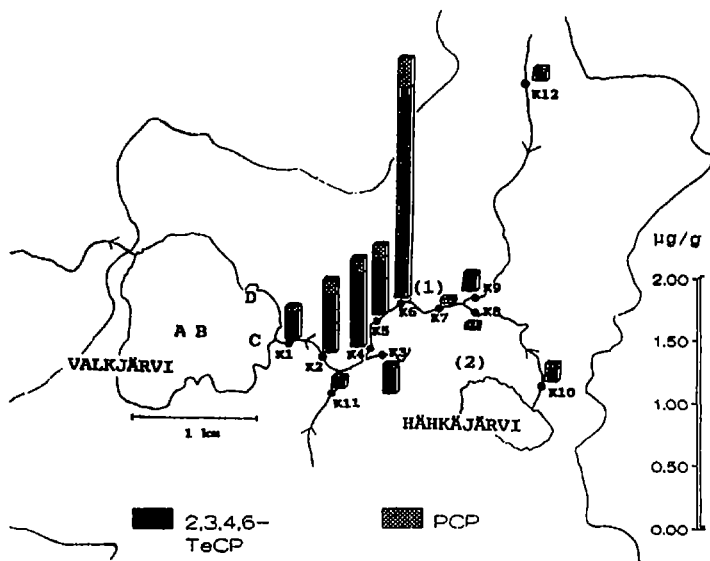 K12
µg/g
2.00
(1)
K9
D
K6
K7
K8
K5
1.50
A B
C
K1
K2
K4
K3
(2)
VALKJÄRVI
K11
K10
1.00
1 km
HÄHKÄJÄRVI
0.50
2,3,4,6-
TeCP
PCP
0.00